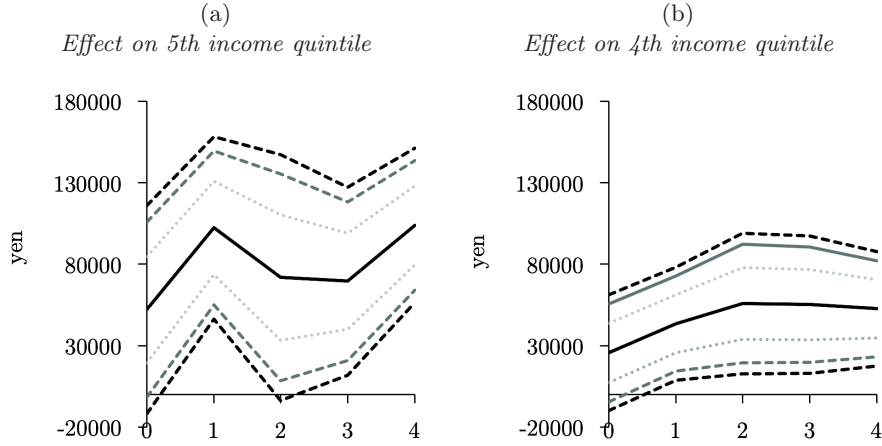 (a)
Effect on 5th income quintile
180000
130000
80000
30000
-20000
yen
0 1 2 3 4
(b)
Effect on 4th income quintile
180000
130000
80000
30000
-20000
yen
0 1 2 3 4